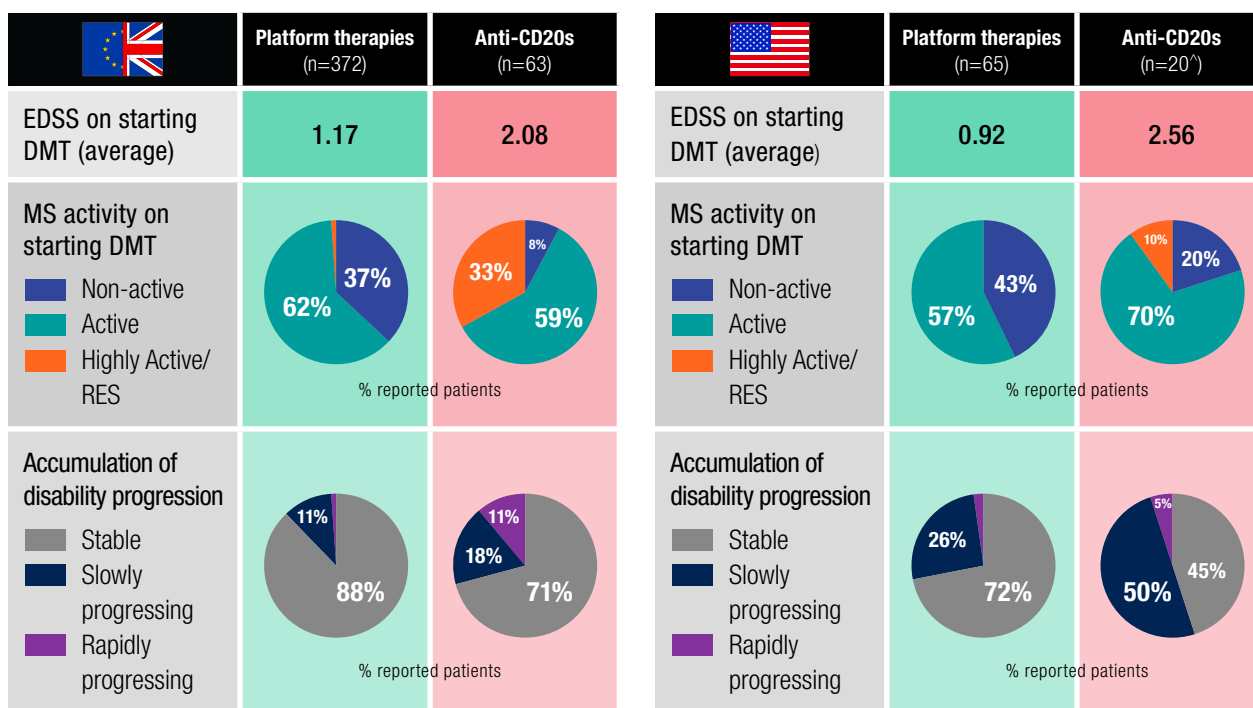 Platform therapies
(n=372)
Anti-CD20s
(n=63)
EDSS on starting
DMT (average)
1.17
2.08
MS activity on
starting DMT
Non-active
Active
Highly Active/
RES
37%
62%
8%
33%
59%
% reported patients
Accumulation of
disability progression
Stable
Slowly
progressing
Rapidly
progressing
11%
88%
11%
18%
71%
% reported patients
Platform therapies
(n=65)
Anti-CD20s
(n=20^)
EDSS on starting
DMT (average)
0.92
2.56
MS activity on
starting DMT
Non-active
Active
Highly Active/
RES
43%
57%
10%
20%
70%
% reported patients
Accumulation of
disability progression
Stable
Slowly
progressing
Rapidly
progressing
26%
72%
5%
45%
50%
% reported patients